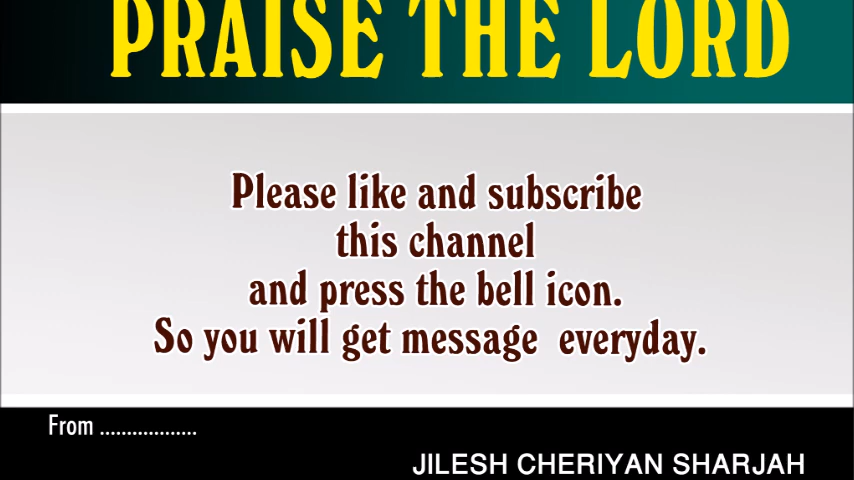 PRAISE THE LORD
Please like and subscribe
this channel
and press the bell icon.
So you will get message everyday.
From ..................
JILESH CHERIYAN SHARJAH